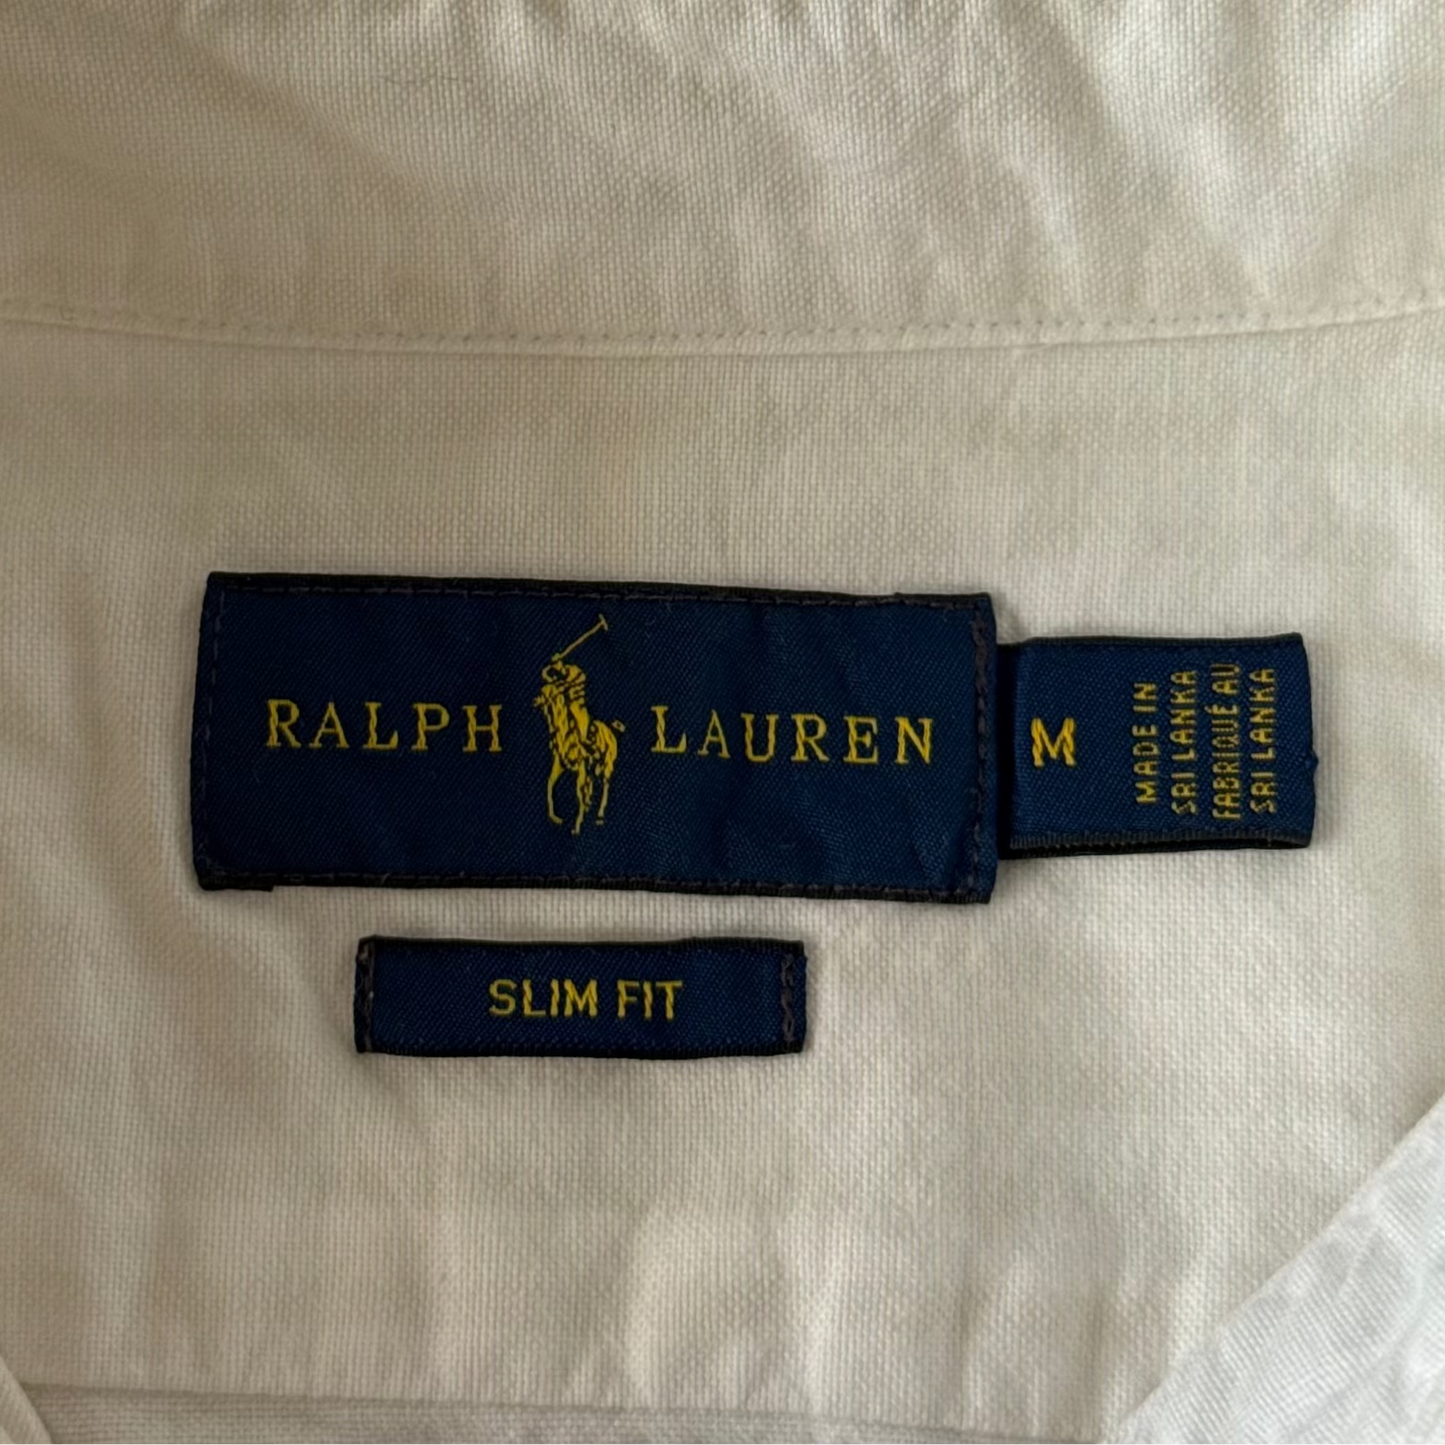 RALPH LAUREN
M
MADE IN
SRI LANKA
FABRIQUÉ AU
SRI LANKA
SLIM FIT